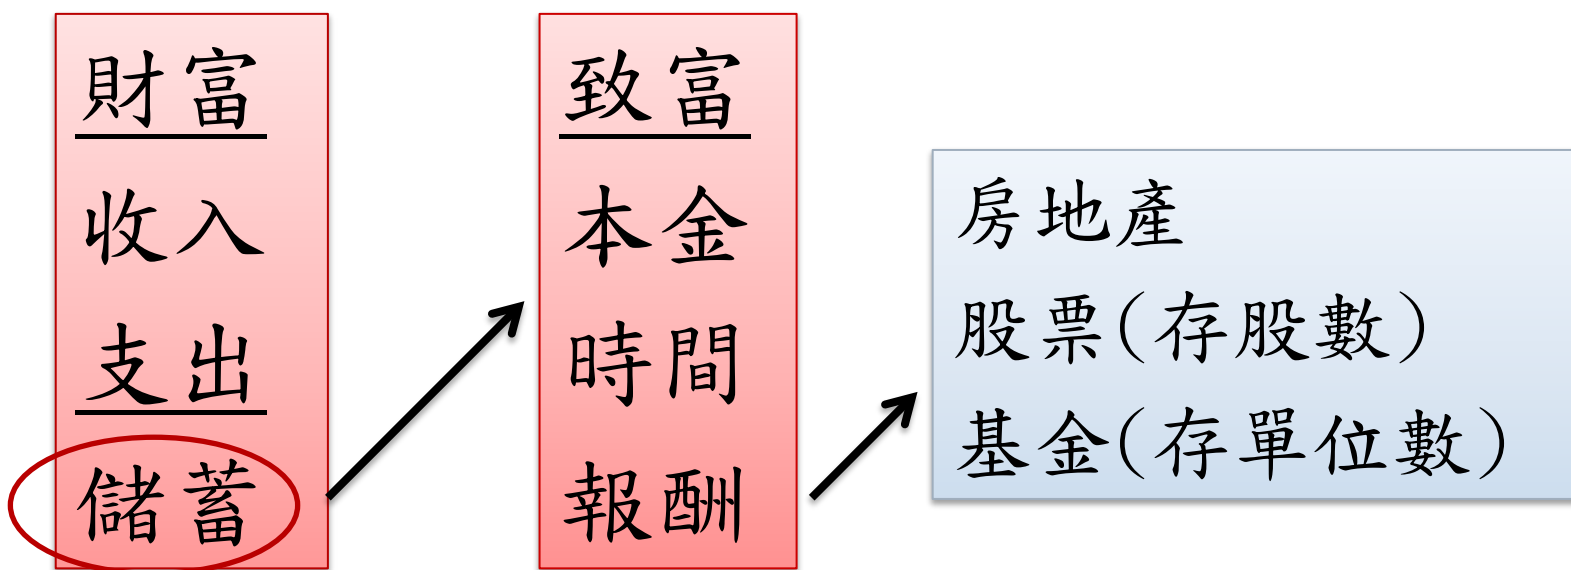 財富
收入
支出
儲蓄
致富
本金
時間
報酬
房地產
股票(存股數)
基金(存單位數)